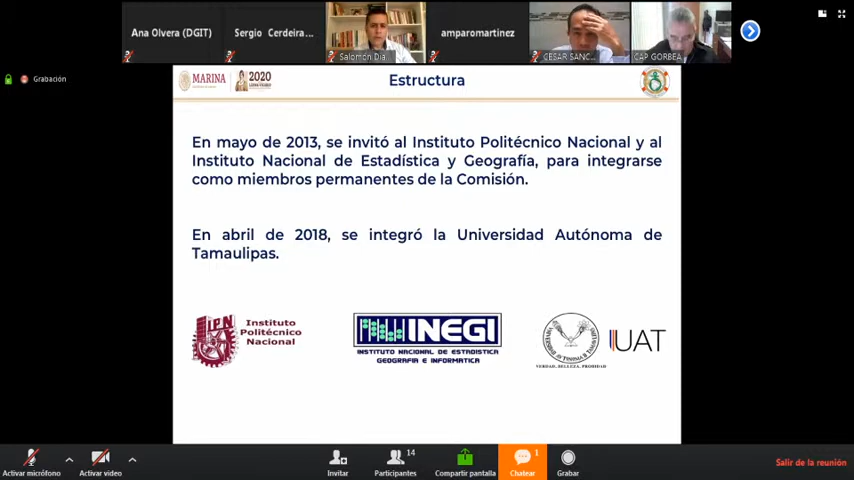 Ana Olvera (DGIT)
Sergio Cerdeira...
Salomon Dia...
amparomartinez
CESAR SANC...
CAP GORBEA
Grabación
MARINA
2020
Estructura
En mayo de 2013, se invitó al Instituto Politécnico Nacional y al
Instituto Nacional de Estadística y Geografía, para integrarse
como miembros permanentes de la Comisión.
En abril de 2018, se integró la Universidad Autónoma de
Tamaulipas.
I.P.N
Instituto
Politécnico
Nacional
INEGI
INSTITUTO NACIONAL DE ESTADISTICA
GEOGRAFIA E INFORMATICA
VERDAD, BELLEZA, PROBIDAD
UAT
Activar micrófono
Activar video
Invitar
14
Participantes
Compartir pantalla
1
Chatear
Grabar
Salir de la reunión